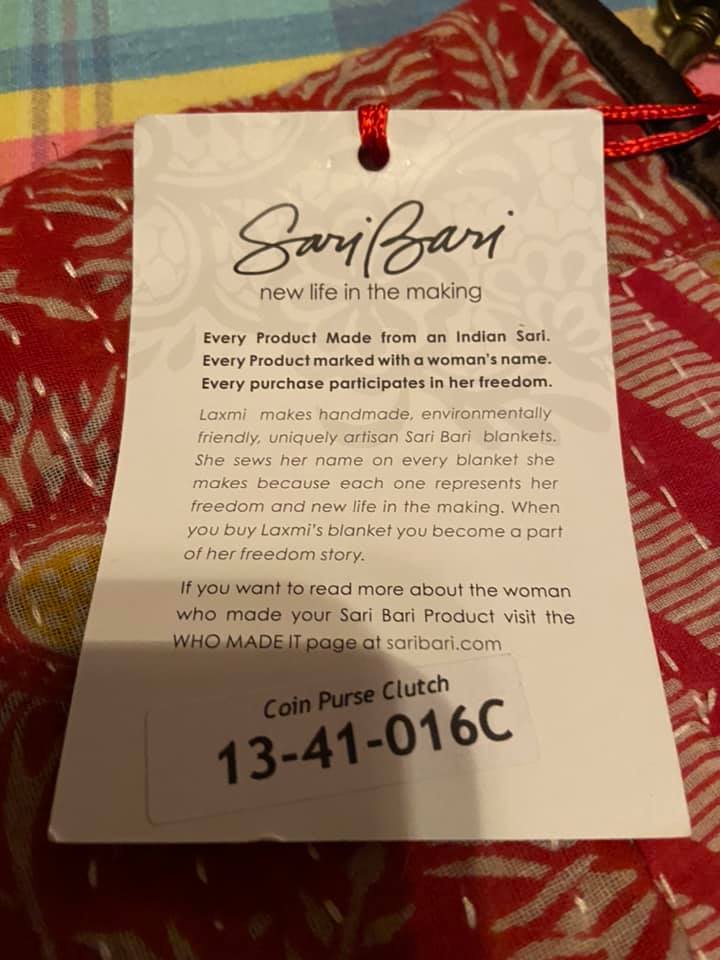 Sari Bari
new life in the making
Every Product Made from an Indian Sari.
Every Product marked with a woman's name.
Every purchase participates in her freedom.
Laxmi makes handmade, environmentally
friendly, uniquely artisan Sari Bari blankets.
She sews her name on every blanket she
makes because each one represents her
freedom and new life in the making. When
you buy Laxmi's blanket you become a part
of her freedom story.
If you want to read more about the woman
who made your Sari Bari Product visit the
WHO MADE IT page at saribari.com
Coin Purse Clutch
13-41-016C